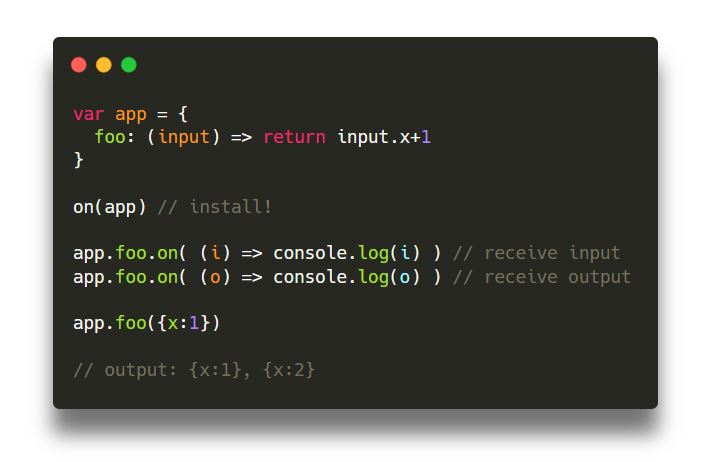 var app = {
  foo: (input) => return input.x+1
}
on(app) // install!
app.foo.on( (i) => console.log(i) ) // receive input
app.foo.on( (o) => console.log(o) ) // receive output
app.foo({x:1})
// output: {x:1}, {x:2}